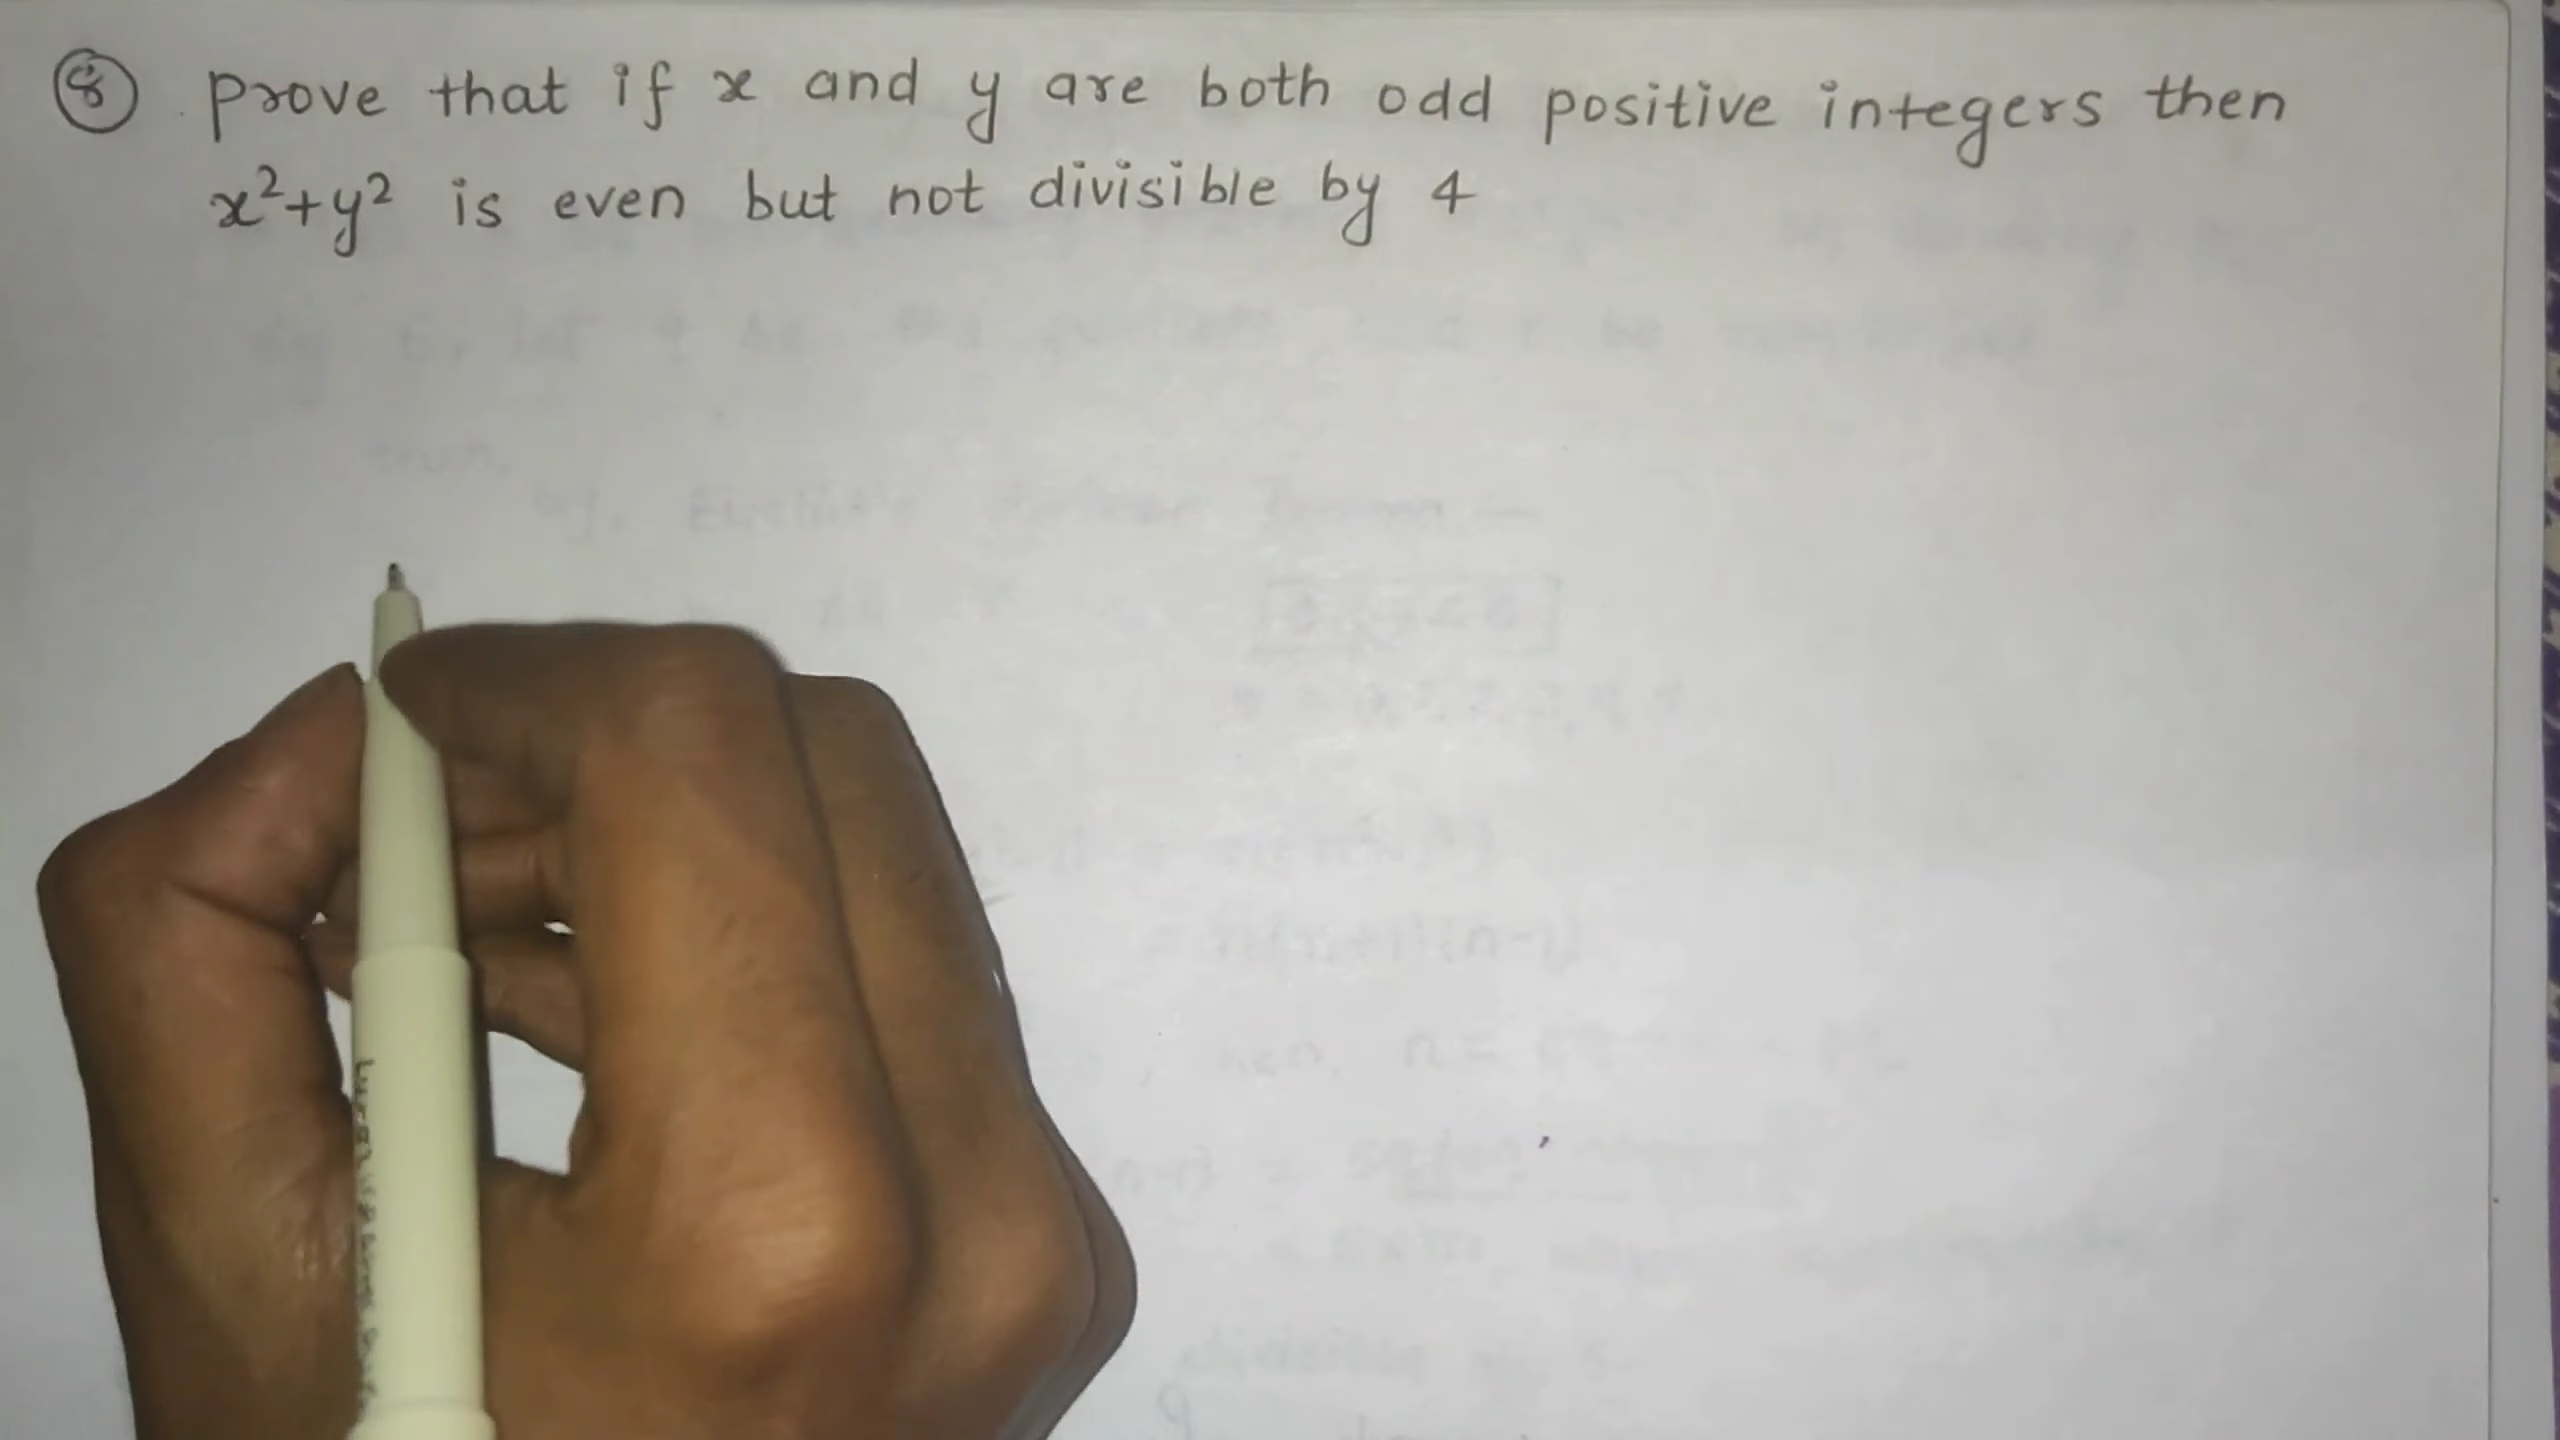 ⑧ prove that if x and y are both odd positive integers then
x²+y² is even but not divisible by 4